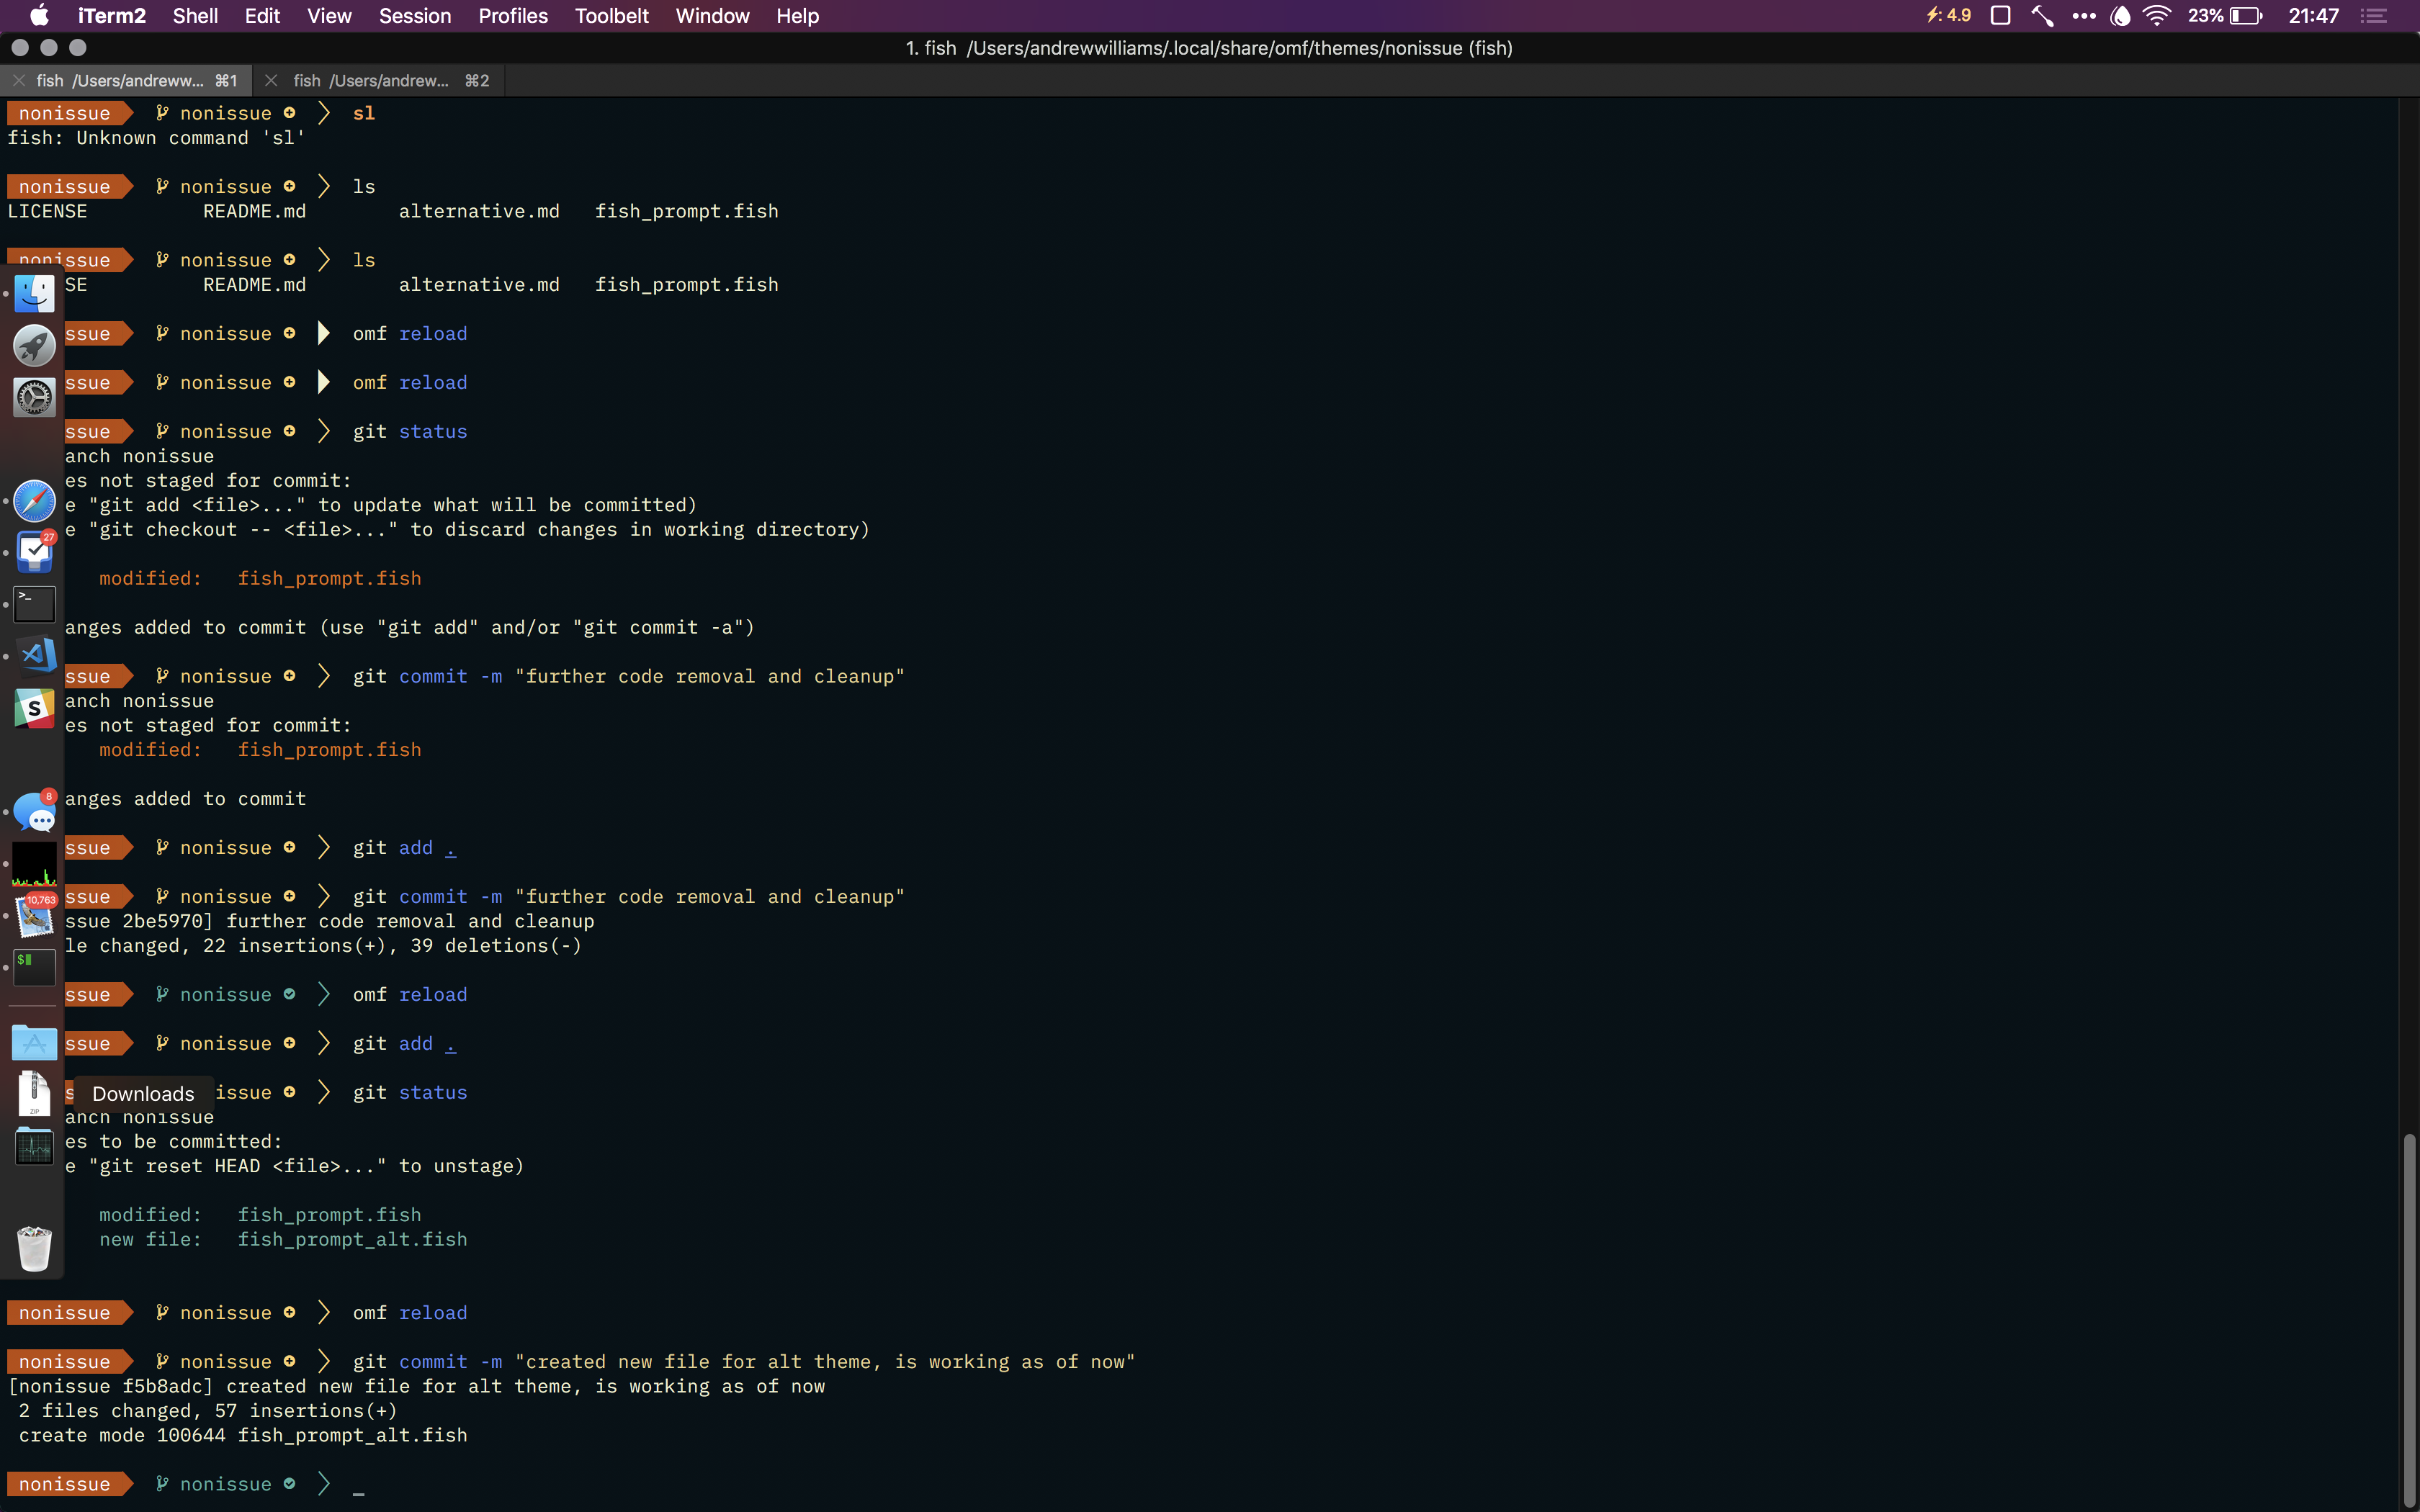 iTerm2 Shell Edit View Session Profiles Toolbelt Window Help ⚡: 4.9 ••• 23% 21:47
1. fish /Users/andrewwilliams/.local/share/omf/themes/nonissue (fish)
fish /Users/andreww... ⌘1 fish /Users/andrew... ⌘2
nonissue nonissue sl
fish: Unknown command 'sl'
nonissue nonissue ls
LICENSE README.md alternative.md fish_prompt.fish
nonissue nonissue ls
SE README.md alternative.md fish_prompt.fish
ssue nonissue omf reload
ssue nonissue omf reload
ssue nonissue git status
anch nonissue
es not staged for commit:
e "git add <file>..." to update what will be committed)
e "git checkout -- <file>..." to discard changes in working directory)
27
modified: fish_prompt.fish
>_
anges added to commit (use "git add" and/or "git commit -a")
ssue nonissue git commit -m "further code removal and cleanup"
anch nonissue
S
es not staged for commit:
modified: fish_prompt.fish
8
anges added to commit
ssue nonissue git add .
10,763
ssue nonissue git commit -m "further code removal and cleanup"
ssue 2be5970] further code removal and cleanup
le changed, 22 insertions(+), 39 deletions(-)
$
ssue nonissue omf reload
ssue nonissue git add .
s Downloads issue git status
ZIP
anch nonissue
es to be committed:
e "git reset HEAD <file>..." to unstage)
modified: fish_prompt.fish
new file: fish_prompt_alt.fish
nonissue nonissue omf reload
nonissue nonissue git commit -m "created new file for alt theme, is working as of now"
[nonissue f5b8adc] created new file for alt theme, is working as of now
2 files changed, 57 insertions(+)
create mode 100644 fish_prompt_alt.fish
nonissue nonissue _